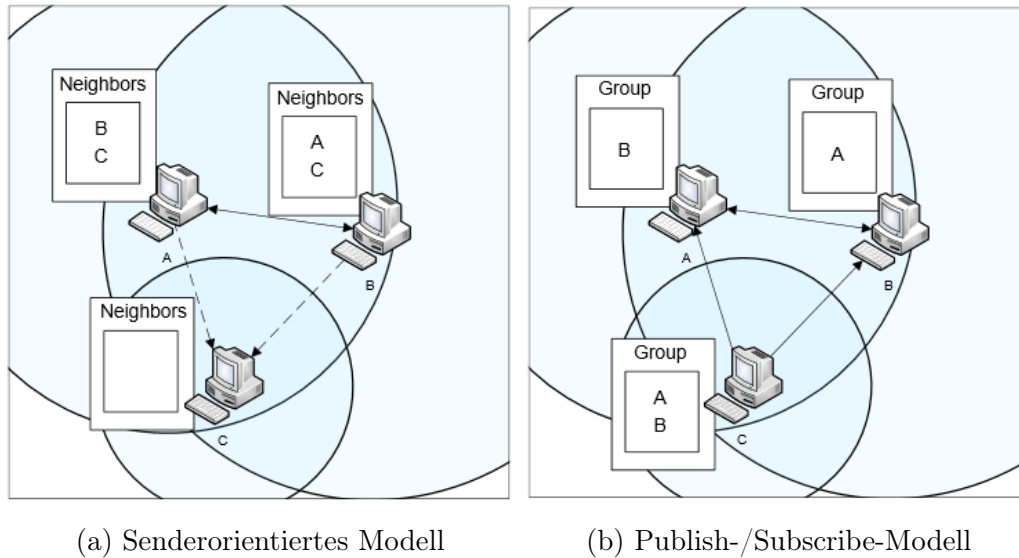 Neighbors
B
C
Neighbors
A
C
A
B
Neighbors
C
Group
B
Group
A
A
B
Group
A
B
C
(a) Senderorientiertes Modell
(b) Publish-/Subscribe-Modell